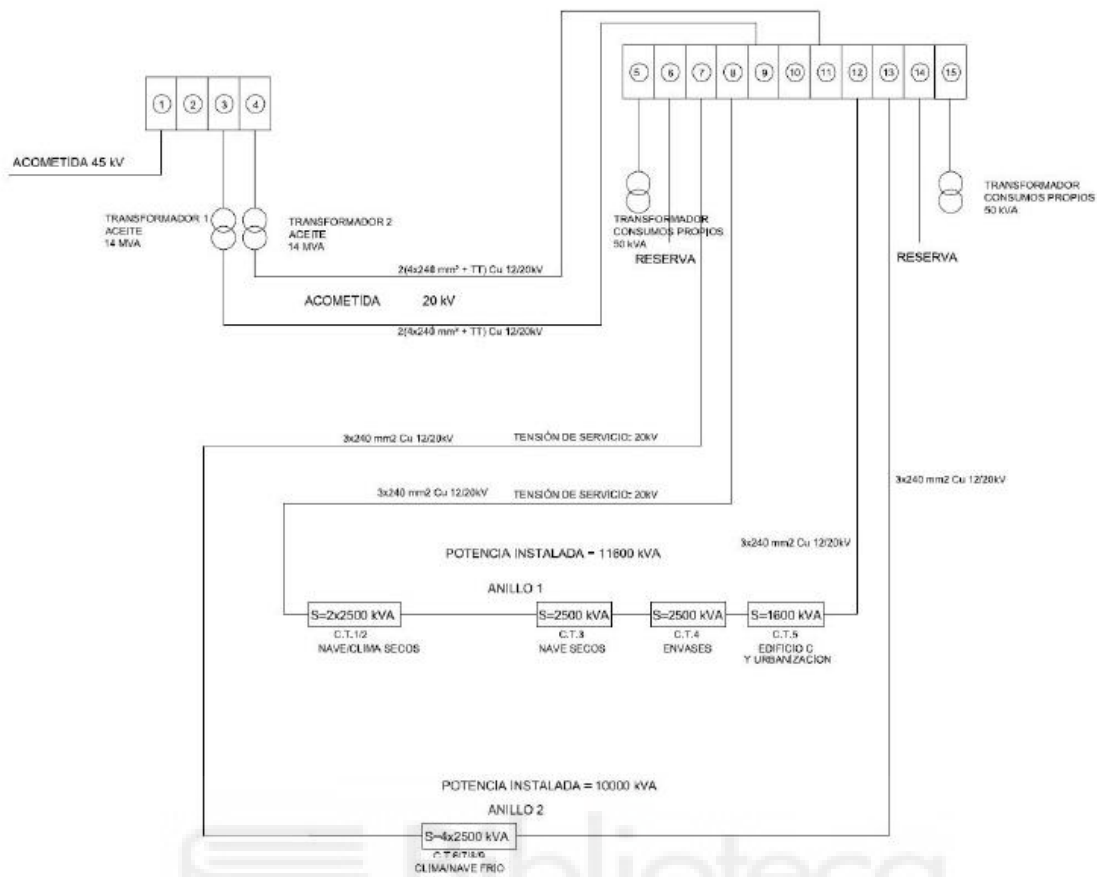 5 6 7 8 9 10 11 12 13 14 15
1 2 3 4
ACOMETIDA 45 kV
TRANSFORMADOR 1
ACEITE
14 MVA
TRANSFORMADOR 2
ACEITE
14 MVA
TRANSFORMADOR
CONSUMOS PROPIOS
50 kVA
RESERVA
TRANSFORMADOR
CONSUMOS PROPIOS
50 kVA
RESERVA
2(4x240 mm² + TT) Cu 12/20kV
ACOMETIDA 20 kV
2(4x240 mm² + TT) Cu 12/20kV
3x240 mm2 Cu 12/20kV TENSIÓN DE SERVICIO: 20kV
3x240 mm2 Cu 12/20kV
3x240 mm2 Cu 12/20kV TENSIÓN DE SERVICIO: 20kV
3x240 mm2 Cu 12/20kV
POTENCIA INSTALADA = 11600 kVA
ANILLO 1
S=2x2500 kVA
C.T.1/2
NAVE/CLIMA SECOS
S=2500 kVA
C.T.3
NAVE SECOS
S=2500 kVA
C.T.4
ENVASES
S=1600 kVA
C.T.5
EDIFICIO C
Y URBANIZACION
POTENCIA INSTALADA = 10000 kVA
ANILLO 2
S=4x2500 kVA
C.T.6/7/8/9
CLIMA/NAVE FRIO
Biblioteca